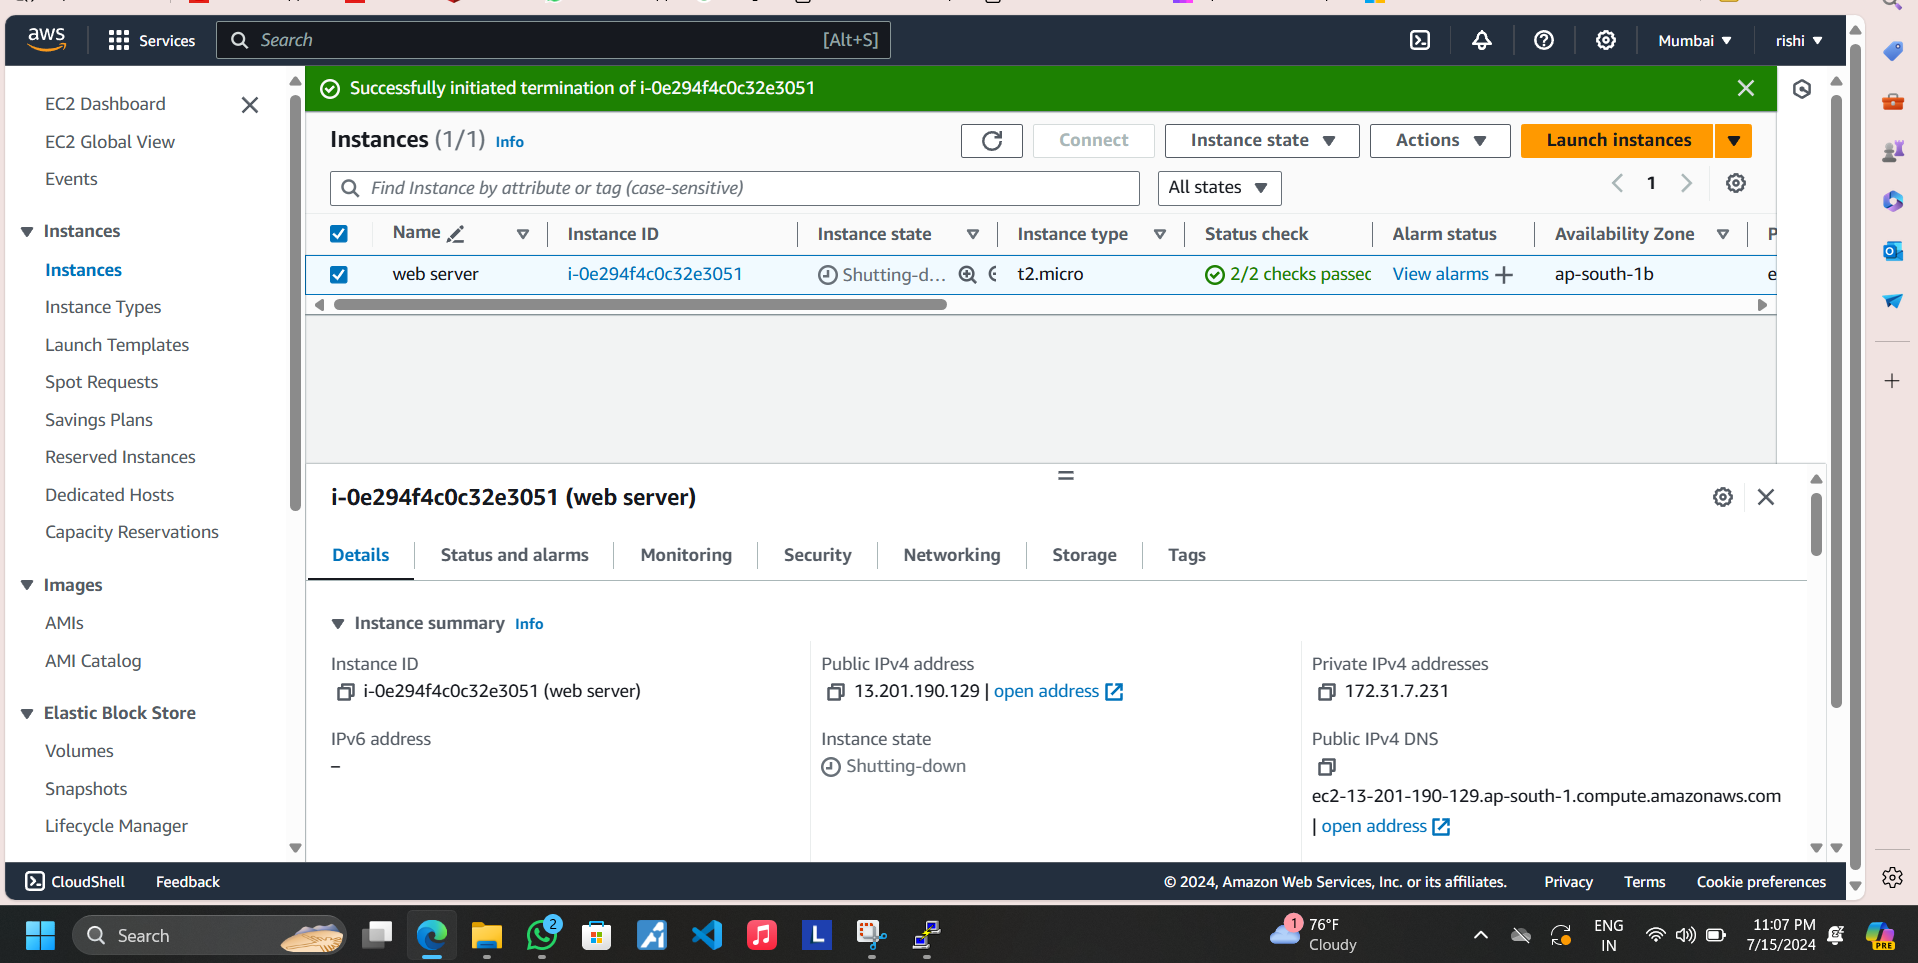 aws
Services
Search
[Alt+S]
Mumbai
rishi
EC2 Dashboard
EC2 Global View
Events
Instances
Instances
Instance Types
Launch Templates
Spot Requests
Savings Plans
Reserved Instances
Dedicated Hosts
Capacity Reservations
Images
AMIs
AMI Catalog
Elastic Block Store
Volumes
Snapshots
Lifecycle Manager
Successfully initiated termination of i-0e294f4c0c32e3051
Instances (1/1) Info
Connect
Instance state
Actions
Launch instances
Find Instance by attribute or tag (case-sensitive)
All states
1
Name Instance ID Instance state Instance type Status check Alarm status Availability Zone P
web server i-0e294f4c0c32e3051 Shutting-d... t2.micro 2/2 checks passec View alarms ap-south-1b e
i-0e294f4c0c32e3051 (web server)
Details
Status and alarms
Monitoring
Security
Networking
Storage
Tags
Instance summary Info
Instance ID
i-0e294f4c0c32e3051 (web server)
Public IPv4 address
13.201.190.129 | open address
Private IPv4 addresses
172.31.7.231
IPv6 address
–
Instance state
Shutting-down
Public IPv4 DNS
ec2-13-201-190-129.ap-south-1.compute.amazonaws.com
| open address
CloudShell
Feedback
© 2024, Amazon Web Services, Inc. or its affiliates.
Privacy
Terms
Cookie preferences
Search
2
L
1
76°F
Cloudy
ENG
IN
11:07 PM
7/15/2024
PRE